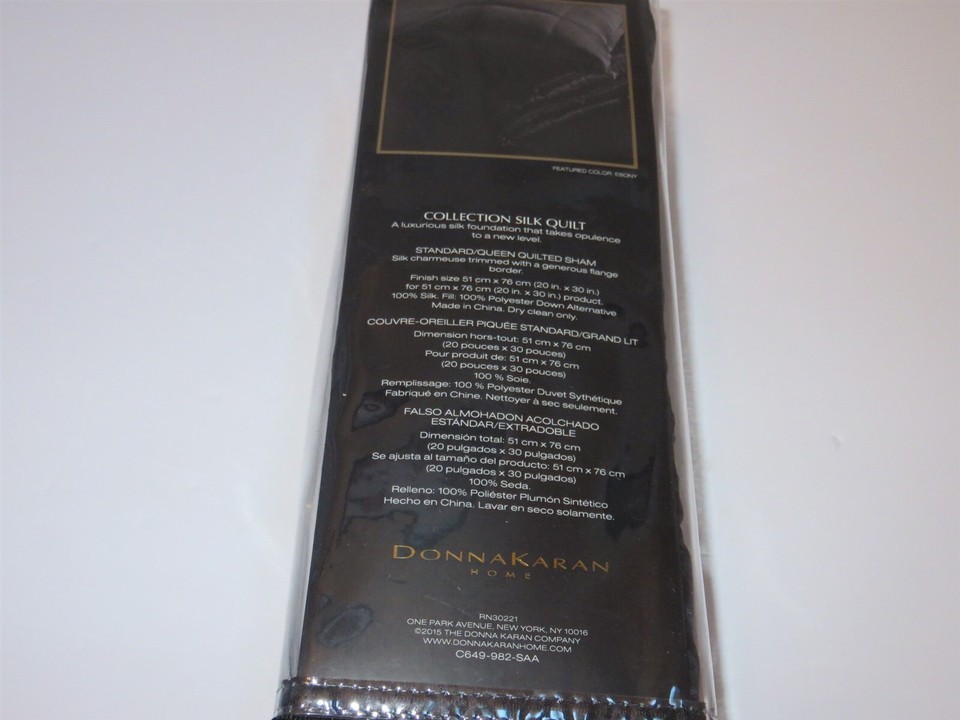 FEATURED COLOR: EBONY
COLLECTION SILK QUILT
A luxurious silk foundation that takes opulence
to a new level.
STANDARD/QUEEN QUILTED SHAM
Silk charmeuse trimmed with a generous flange
border.
Finish size 51 cm x 76 cm (20 in. x 30 in.)
for 51 cm x 76 cm (20 in. x 30 in.) product.
100% Silk. Fill: 100% Polyester Down Alternative
Made in China. Dry clean only.
COUVRE-OREILLER PIQUÉE STANDARD/GRAND LIT
Dimension hors-tout: 51 cm x 76 cm
(20 pouces x 30 pouces)
Pour produit de: 51 cm x 76 cm
(20 pouces x 30 pouces)
100 % Soie.
Remplissage: 100 % Polyester Duvet Sythétique
Fabriqué en Chine. Nettoyer à sec seulement.
FALSO ALMOHADON ACOLCHADO
ESTÁNDAR/EXTRADOBLE
Dimensión total: 51 cm x 76 cm
(20 pulgados x 30 pulgados)
Se ajusta al tamaño del producto: 51 cm x 76 cm
(20 pulgados x 30 pulgados)
100% Seda.
Relleno: 100% Poliéster Plumón Sintético
Hecho en China. Lavar en seco solamente.
DONNAKARAN
HOME
RN30221
ONE PARK AVENUE, NEW YORK, NY 10016
©2015 THE DONNA KARAN COMPANY
WWW.DONNAKARANHOME.COM
C649-982-SAA